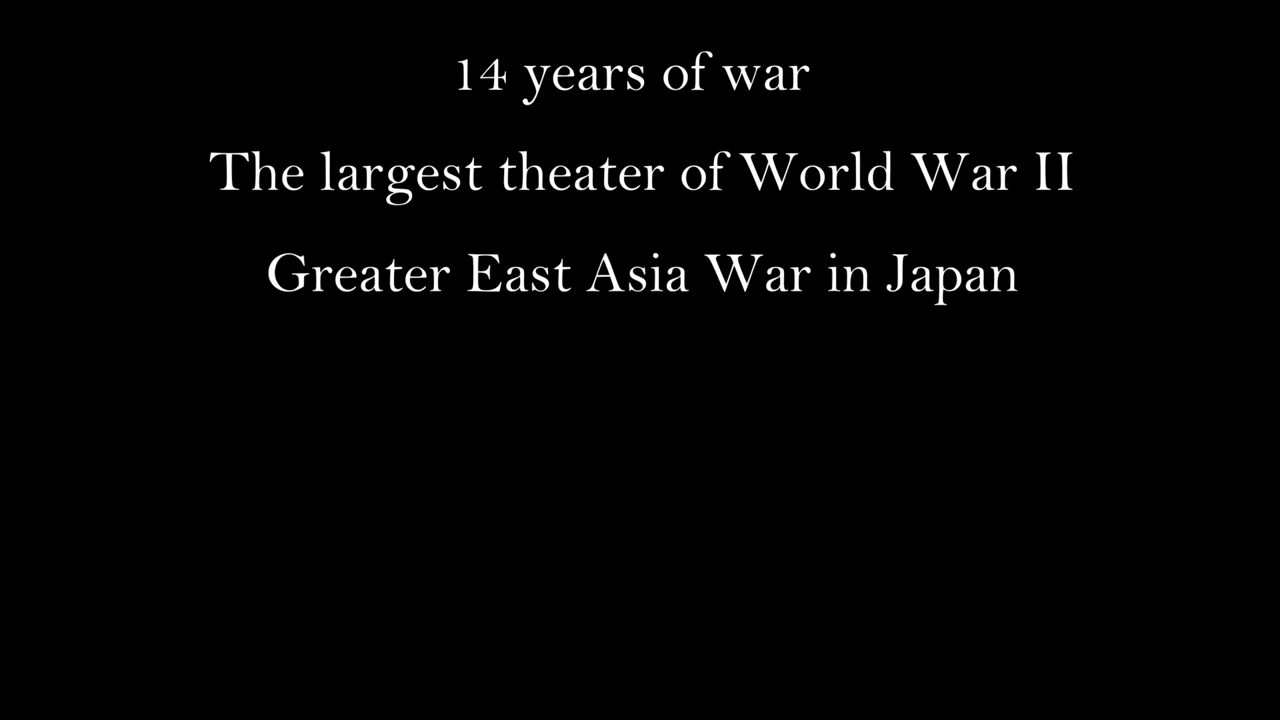 14 years of war
The largest theater of World War II
Greater East Asia War in Japan